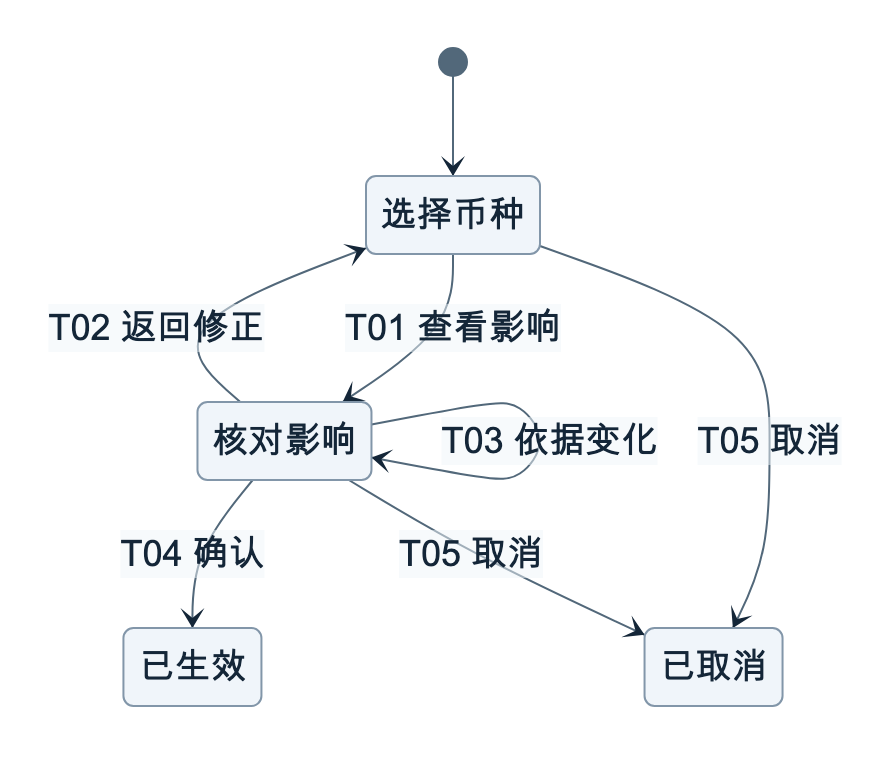 选择币种
T02 返回修正
T01 查看影响
核对影响
T03 依据变化
T05 取消
T04 确认
T05 取消
已生效
已取消